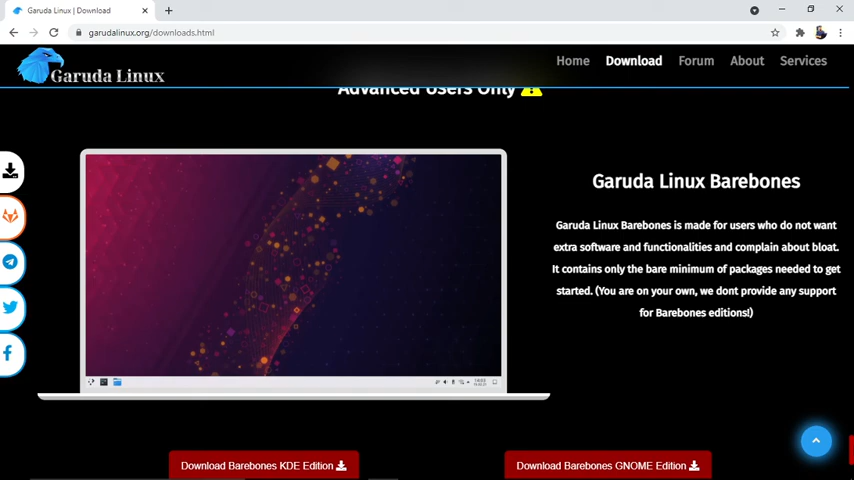 Garuda Linux | Download
garudalinux.org/downloads.html
Garuda Linux
Home Download Forum About Services
Advanced Users Only
Garuda Linux Barebones
Garuda Linux Barebones is made for users who do not want
extra software and functionalities and complain about bloat.
It contains only the bare minimum of packages needed to get
started. (You are on your own, we dont provide any support
for Barebones editions!)
Download Barebones KDE Edition
Download Barebones GNOME Edition